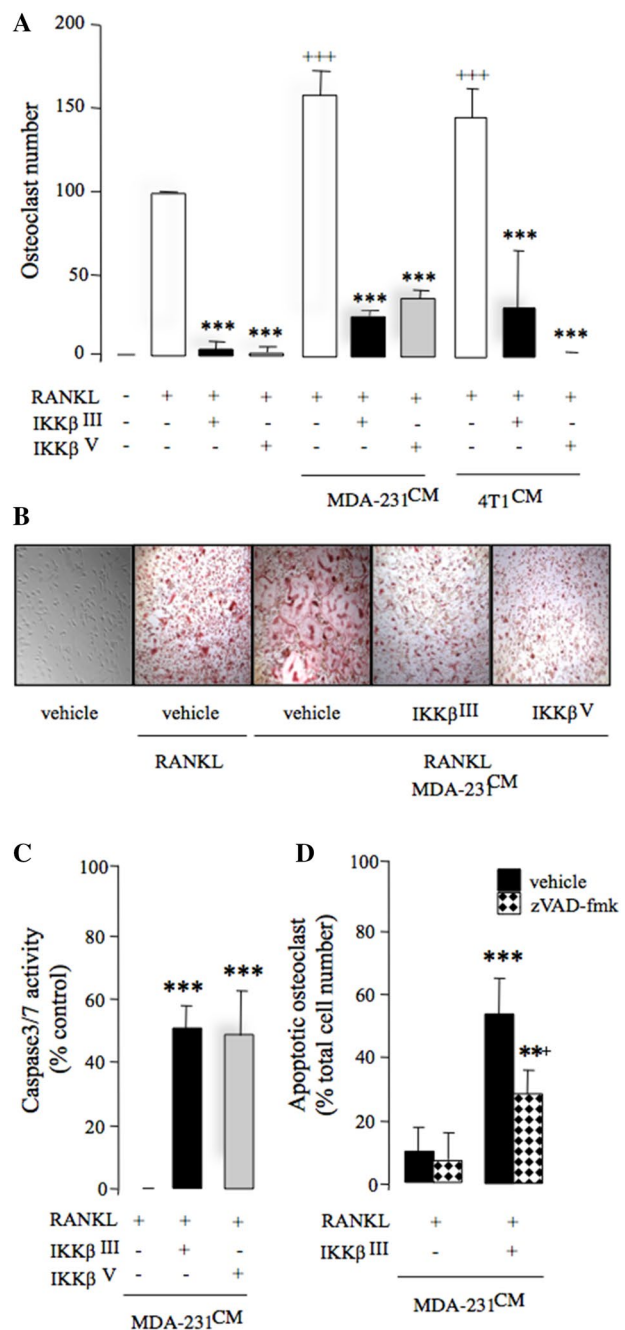 A
200
150
100
50
0
Osteoclast number
+++
+++
*** *** *** *** *** ***
RANKL - + + + + + + + + +
IKKβ III - - + - - + - - + -
IKKβ V - - - + - - + - - +
MDA-231CM 4T1CM
B
vehicle vehicle vehicle IKKβIII IKKβV
RANKL RANKL
MDA-231CM
C
100
80
60
40
20
0
Caspase3/7 activity
(% control)
*** ***
RANKL + + +
IKKβ III - + -
IKKβ V - - +
MDA-231CM
D
100
80
60
40
20
0
Apoptotic osteoclast
(% total cell number)
vehicle
zVAD-fmk
***
**+
RANKL + +
IKKβ III - +
MDA-231CM